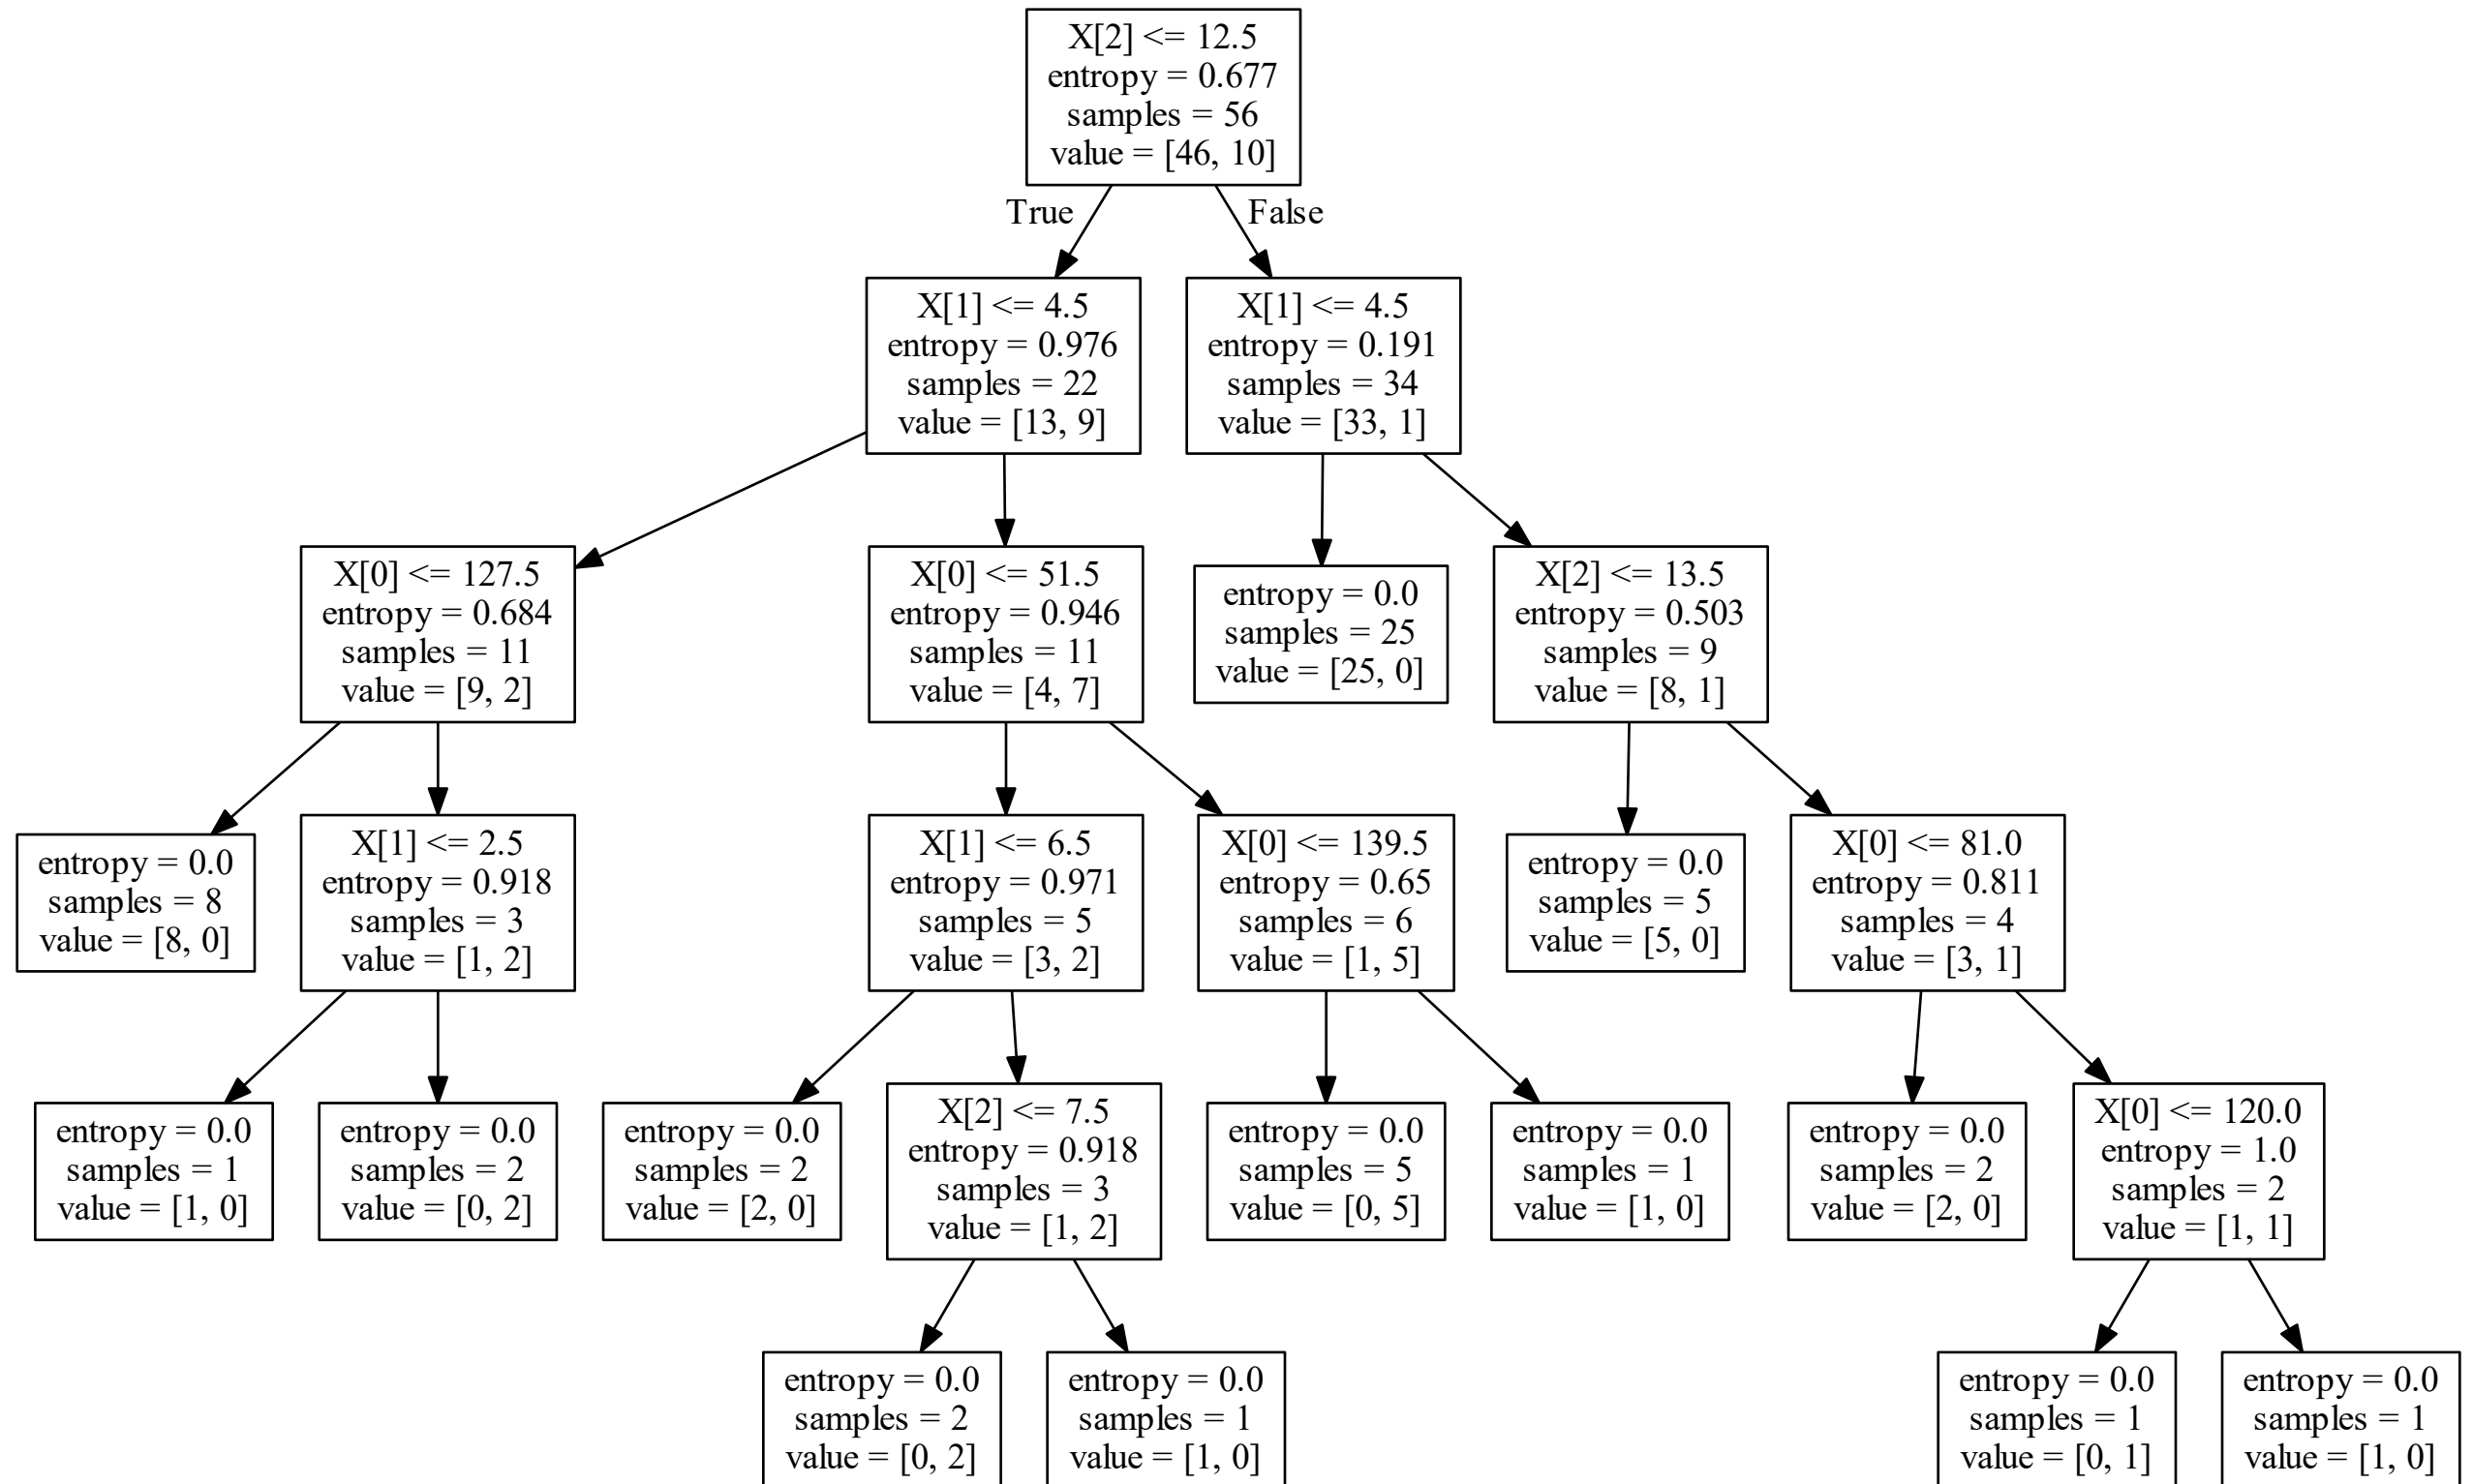 X[2] <= 12.5
entropy = 0.677
samples = 56
value = [46, 10]
True
False
X[1] <= 4.5
entropy = 0.976
samples = 22
value = [13, 9]
X[1] <= 4.5
entropy = 0.191
samples = 34
value = [33, 1]
X[0] <= 127.5
entropy = 0.684
samples = 11
value = [9, 2]
X[0] <= 51.5
entropy = 0.946
samples = 11
value = [4, 7]
entropy = 0.0
samples = 25
value = [25, 0]
X[2] <= 13.5
entropy = 0.503
samples = 9
value = [8, 1]
entropy = 0.0
samples = 8
value = [8, 0]
X[1] <= 2.5
entropy = 0.918
samples = 3
value = [1, 2]
X[1] <= 6.5
entropy = 0.971
samples = 5
value = [3, 2]
X[0] <= 139.5
entropy = 0.65
samples = 6
value = [1, 5]
entropy = 0.0
samples = 5
value = [5, 0]
X[0] <= 81.0
entropy = 0.811
samples = 4
value = [3, 1]
entropy = 0.0
samples = 1
value = [1, 0]
entropy = 0.0
samples = 2
value = [0, 2]
entropy = 0.0
samples = 2
value = [2, 0]
X[2] <= 7.5
entropy = 0.918
samples = 3
value = [1, 2]
entropy = 0.0
samples = 5
value = [0, 5]
entropy = 0.0
samples = 1
value = [1, 0]
entropy = 0.0
samples = 2
value = [2, 0]
X[0] <= 120.0
entropy = 1.0
samples = 2
value = [1, 1]
entropy = 0.0
samples = 2
value = [0, 2]
entropy = 0.0
samples = 1
value = [1, 0]
entropy = 0.0
samples = 1
value = [0, 1]
entropy = 0.0
samples = 1
value = [1, 0]